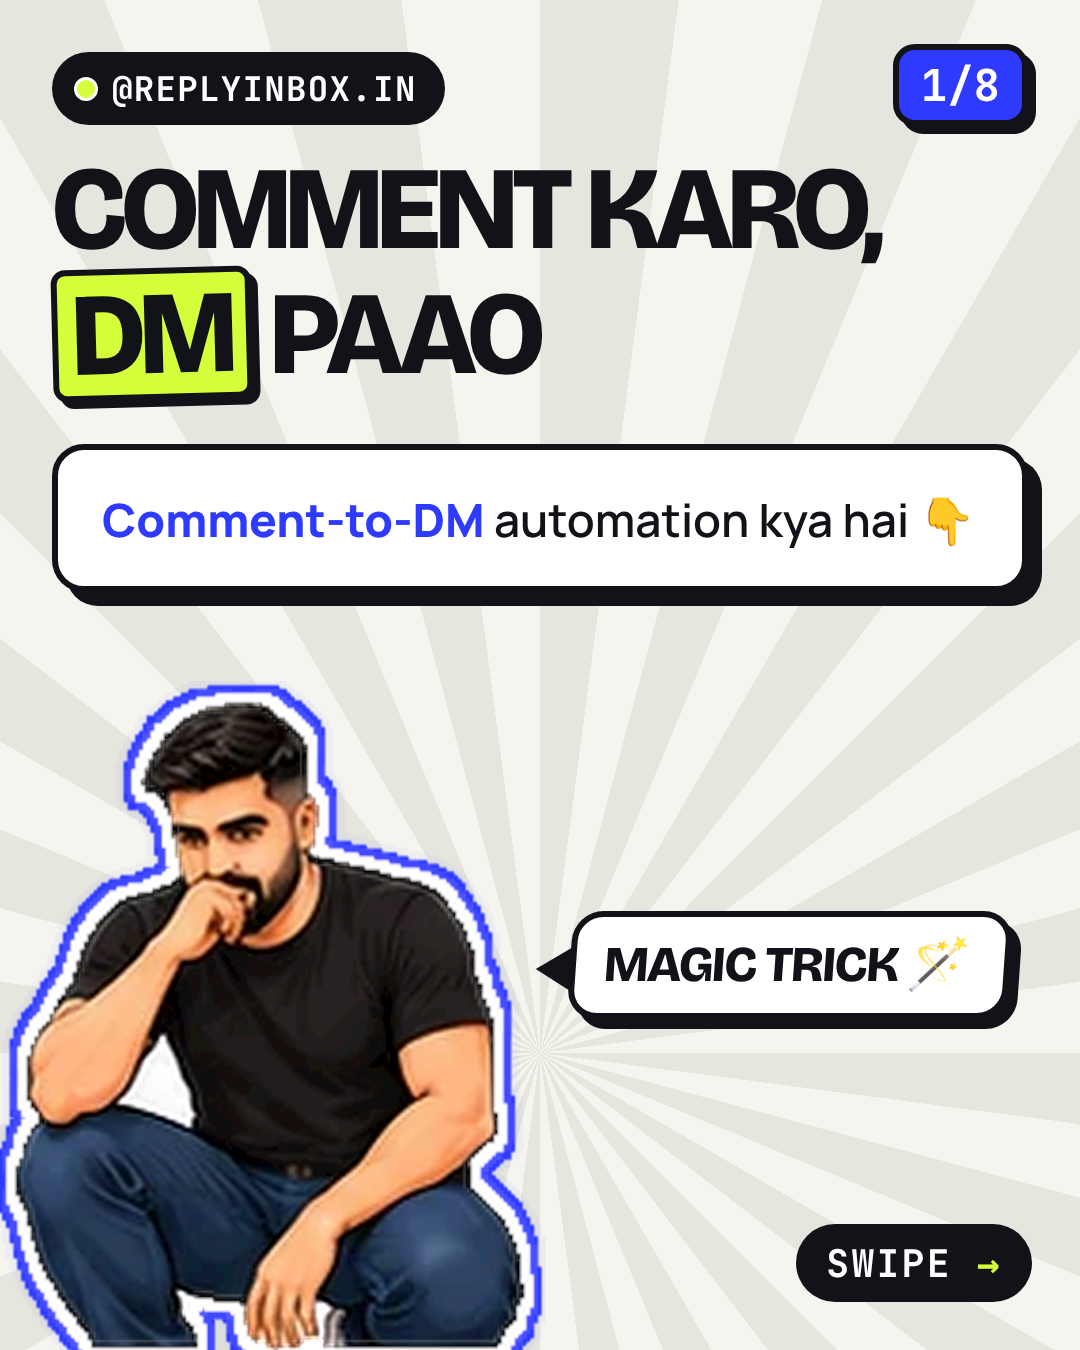 @REPLYINBOX.IN
1/8
COMMENT KARO,
DM PAAO
Comment-to-DM automation kya hai 👇
MAGIC TRICK 🪄
SWIPE →